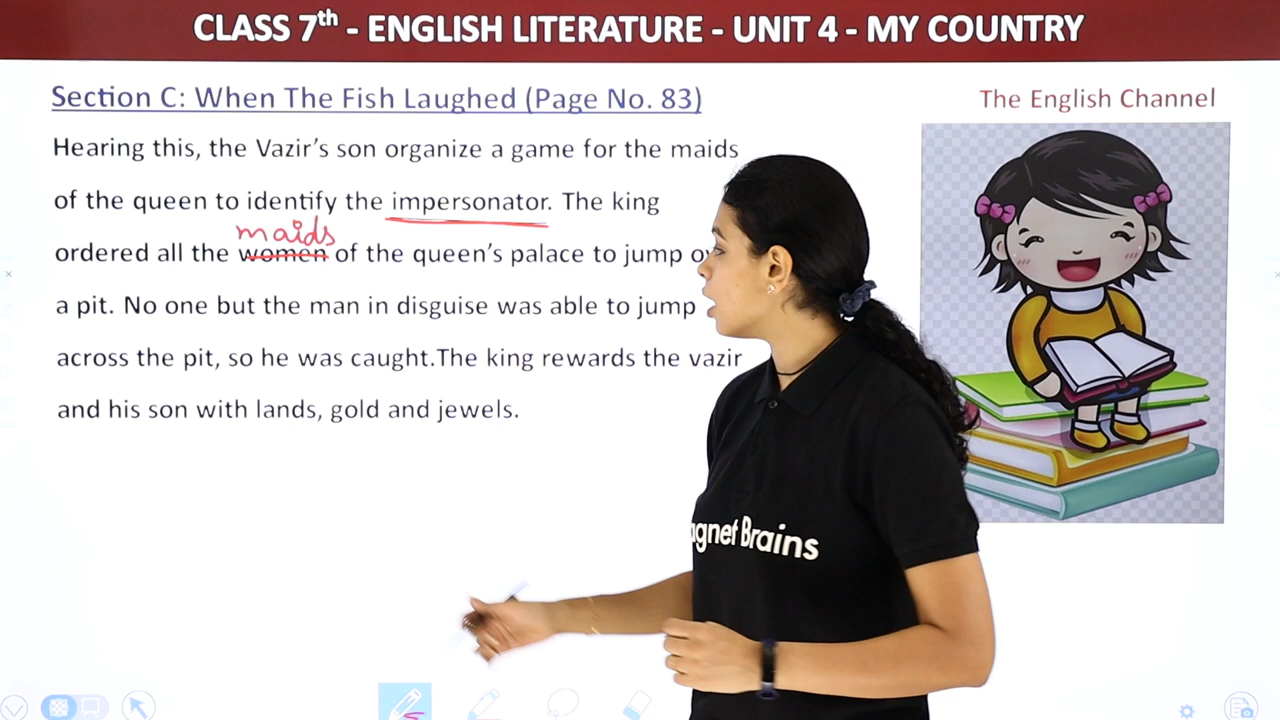 CLASS 7th - ENGLISH LITERATURE - UNIT 4 - MY COUNTRY
Section C: When The Fish Laughed (Page No. 83)
The English Channel
Hearing this, the Vazir’s son organize a game for the maids
of the queen to identify the impersonator. The king
maids
ordered all the women of the queen’s palace to jump
a pit. No one but the man in disguise was able to jump
across the pit, so he was caught.The king rewards the vazir
and his son with lands, gold and jewels.
Brains